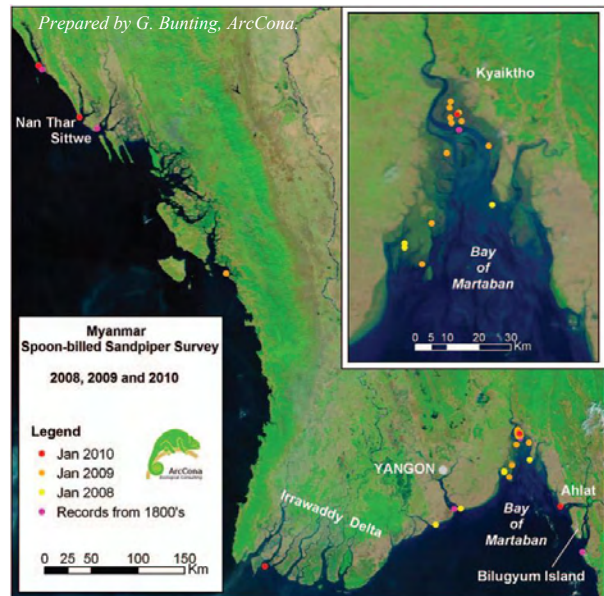 Prepared by G. Bunting, ArcCona.
Kyaiktho
Nan Thar
Sittwe
Bay
of
Martaban
0 5 10 20 30
Km
Myanmar
Spoon-billed Sandpiper Survey
2008, 2009 and 2010
Legend
Jan 2010
Jan 2009
Jan 2008
Records from 1800's
ArcCona
Ecological Consulting
0 25 50 100 150
Km
YANGON
Irrawaddy Delta
Bay
of
Martaban
Ahlat
Bilugyum Island